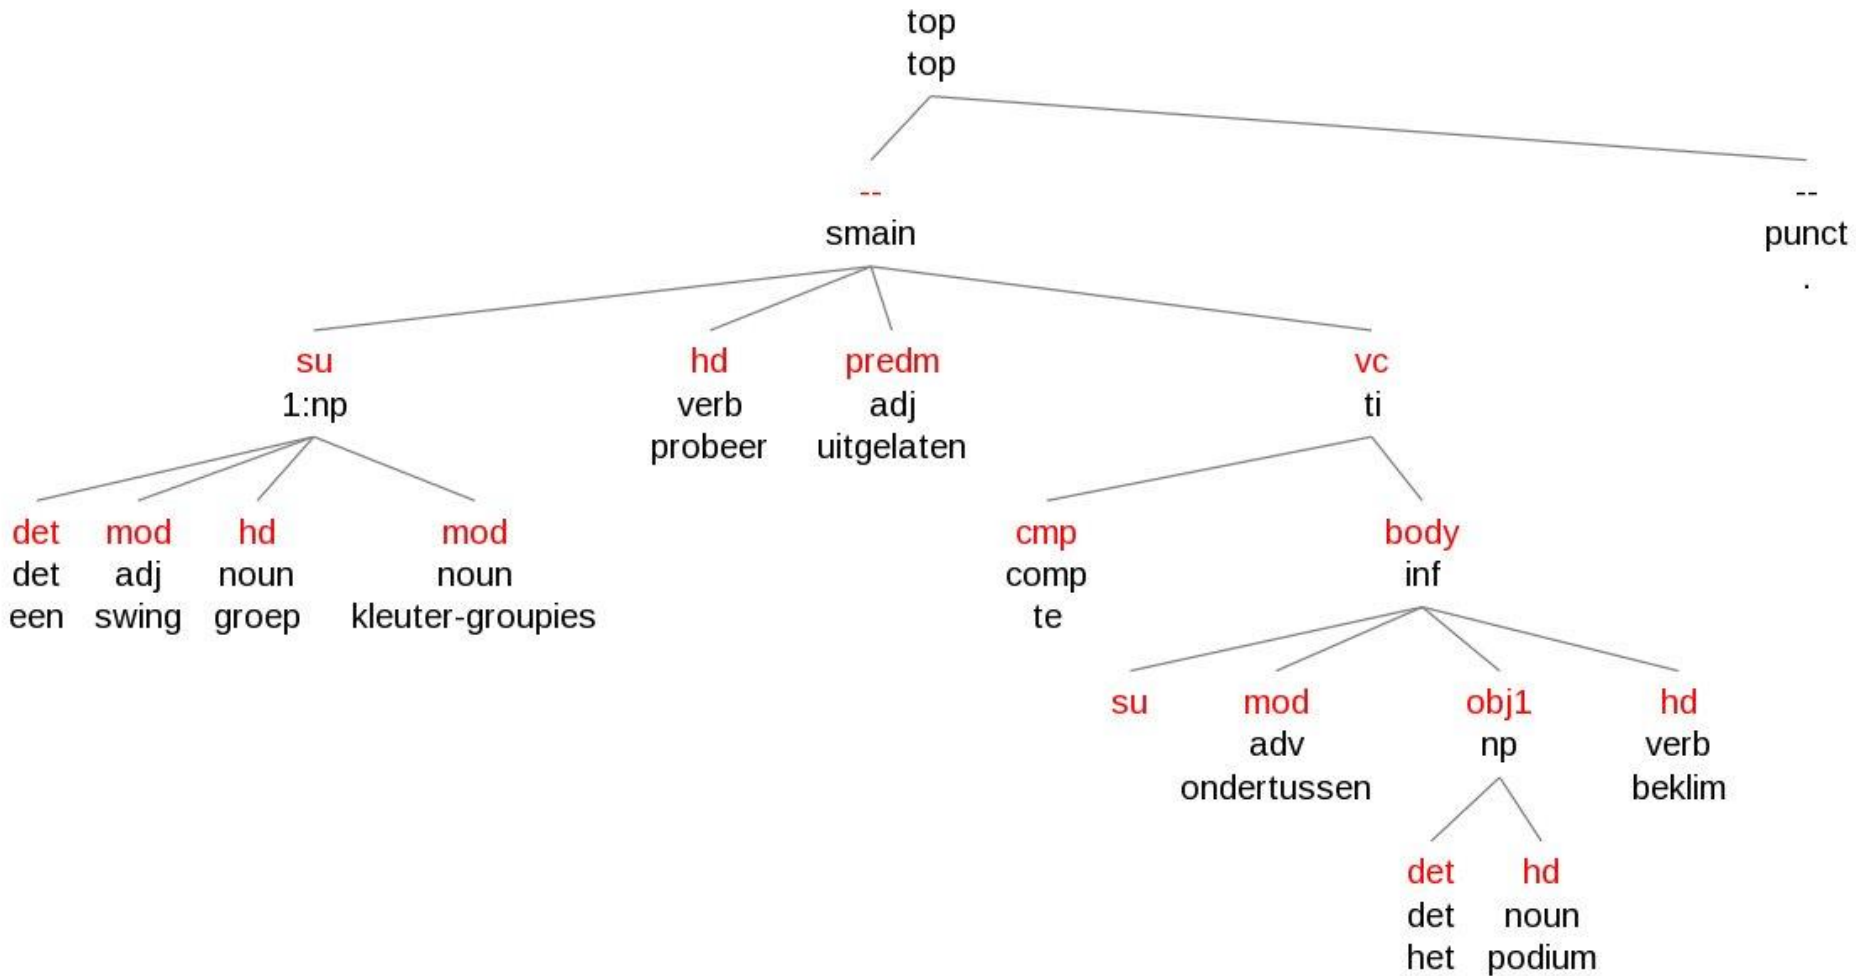 top
top
-- --
smain punct
.
su hd predm vc
1:np verb adj ti
probeer uitgelaten
det mod hd mod cmp body
det adj noun noun comp inf
een swing groep kleuter-groupies te
su mod obj1 hd
adv np verb
ondertussen beklim
det hd
det noun
het podium